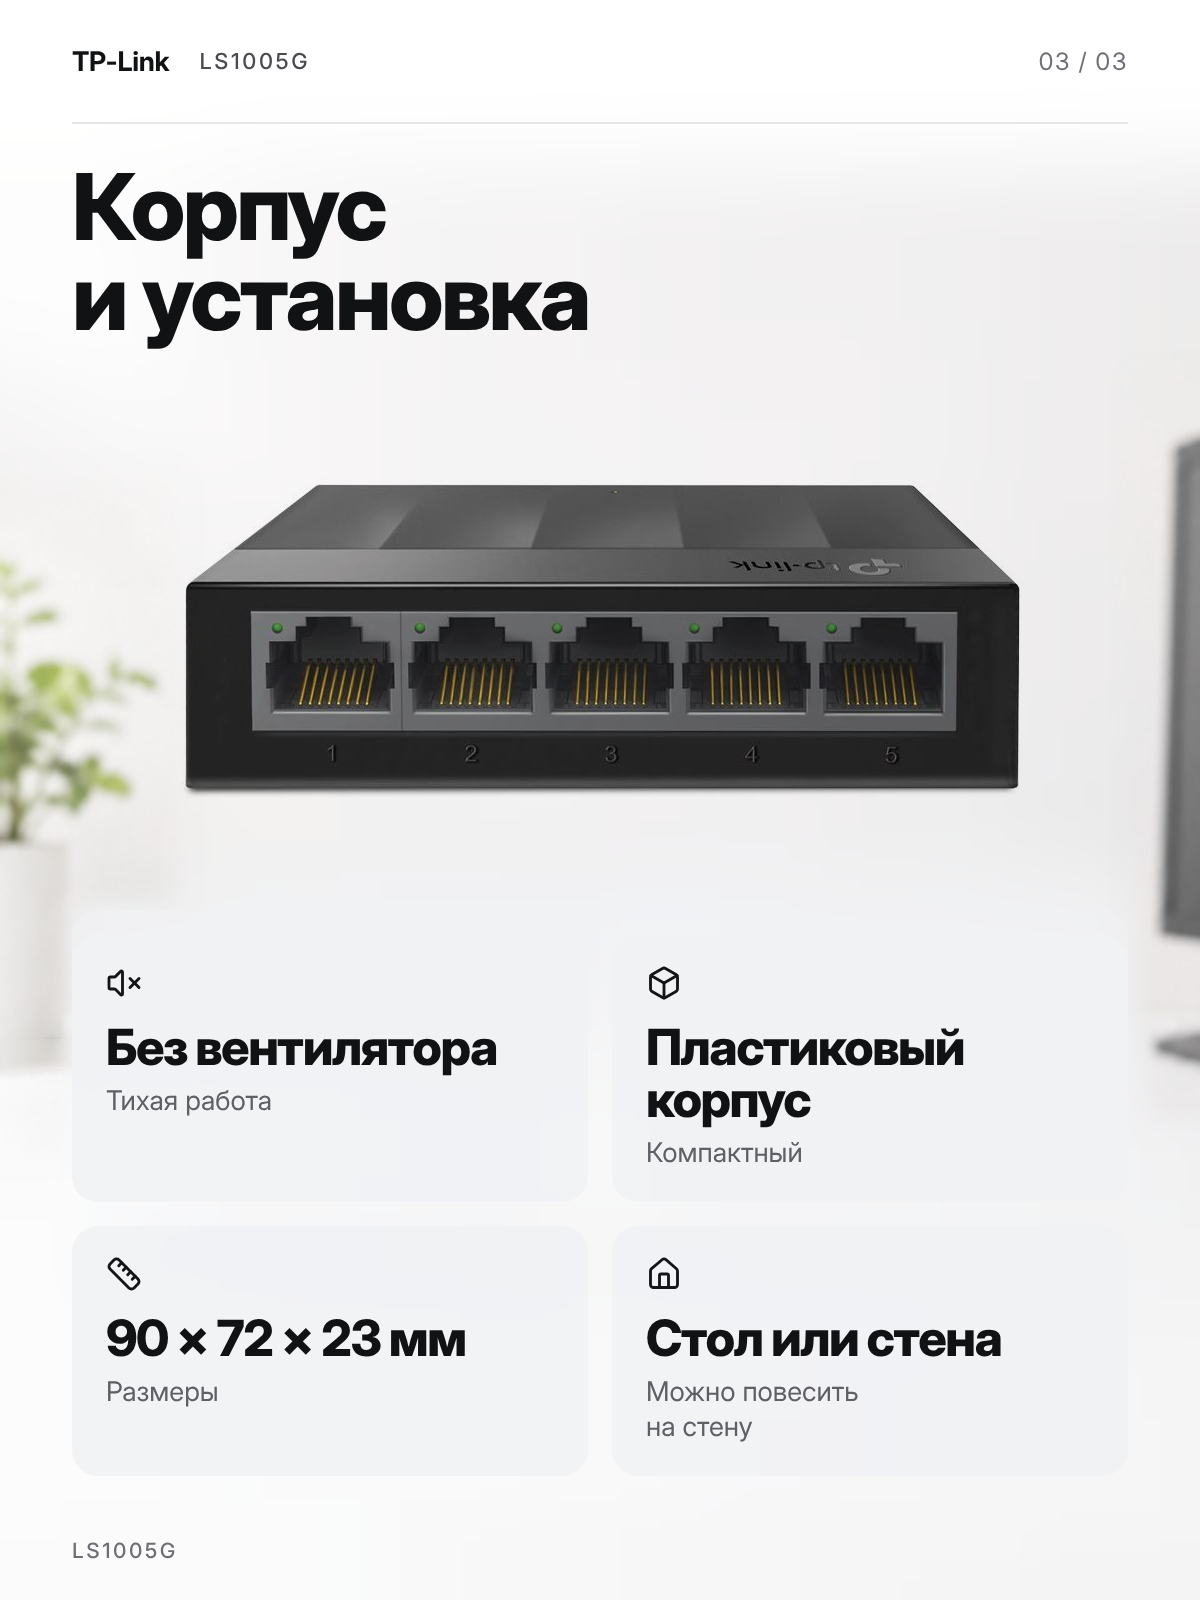 TP-Link LS1005G 03 / 03
Корпус
и установка
tp-link
1 2 3 4 5
Без вентилятора
Тихая работа
Пластиковый
корпус
Компактный
90 × 72 × 23 мм
Размеры
Стол или стена
Можно повесить
на стену
LS1005G